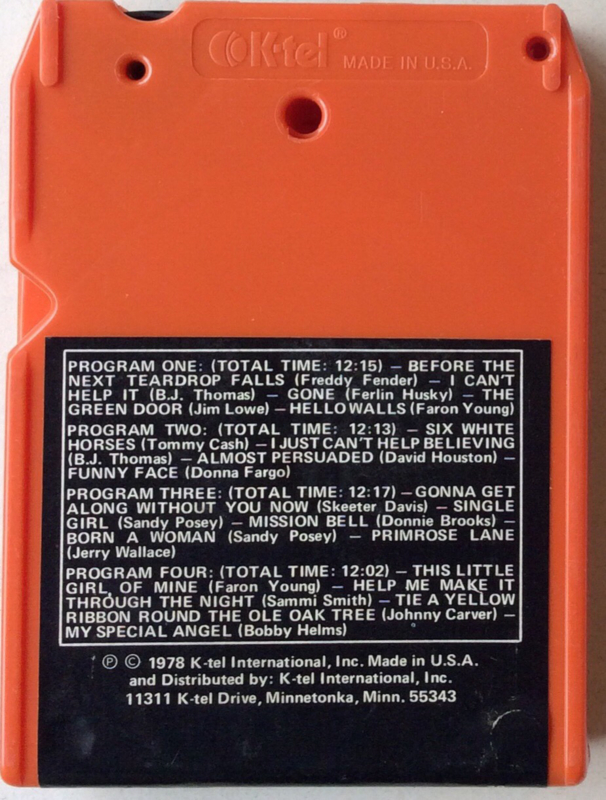 K-tel® MADE IN U.S.A.
PROGRAM ONE: (TOTAL TIME: 12:15) – BEFORE THE
NEXT TEARDROP FALLS (Freddy Fender) – I CAN'T
HELP IT (B.J. Thomas) – GONE (Ferlin Husky) – THE
GREEN DOOR (Jim Lowe) – HELLO WALLS (Faron Young)
PROGRAM TWO: (TOTAL TIME: 12:13) – SIX WHITE
HORSES (Tommy Cash) – I JUST CAN'T HELP BELIEVING
(B.J. Thomas) – ALMOST PERSUADED (David Houston) –
FUNNY FACE (Donna Fargo)
PROGRAM THREE: (TOTAL TIME: 12:17) – GONNA GET
ALONG WITHOUT YOU NOW (Skeeter Davis) – SINGLE
GIRL (Sandy Posey) – MISSION BELL (Donnie Brooks) –
BORN A WOMAN (Sandy Posey) – PRIMROSE LANE
(Jerry Wallace)
PROGRAM FOUR: (TOTAL TIME: 12:02) – THIS LITTLE
GIRL OF MINE (Faron Young) – HELP ME MAKE IT
THROUGH THE NIGHT (Sammi Smith) – TIE A YELLOW
RIBBON ROUND THE OLE OAK TREE (Johnny Carver) –
MY SPECIAL ANGEL (Bobby Helms)
℗ © 1978 K-tel International, Inc. Made in U.S.A.
and Distributed by: K-tel International, Inc.
11311 K-tel Drive, Minnetonka, Minn. 55343